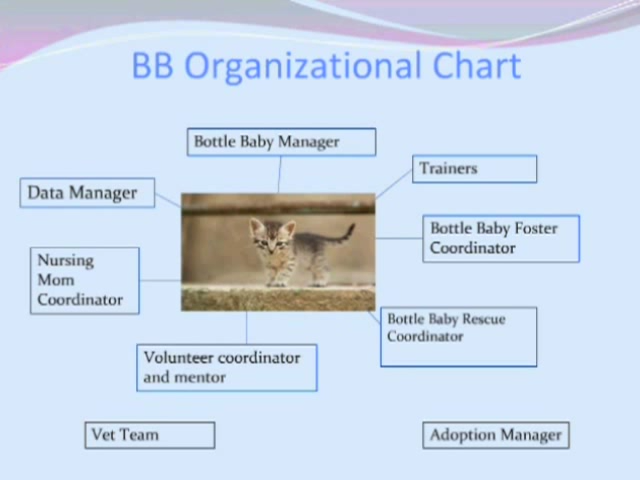 BB Organizational Chart
Bottle Baby Manager
Trainers
Data Manager
Bottle Baby Foster
Coordinator
Nursing
Mom
Coordinator
Bottle Baby Rescue
Coordinator
Volunteer coordinator
and mentor
Vet Team
Adoption Manager